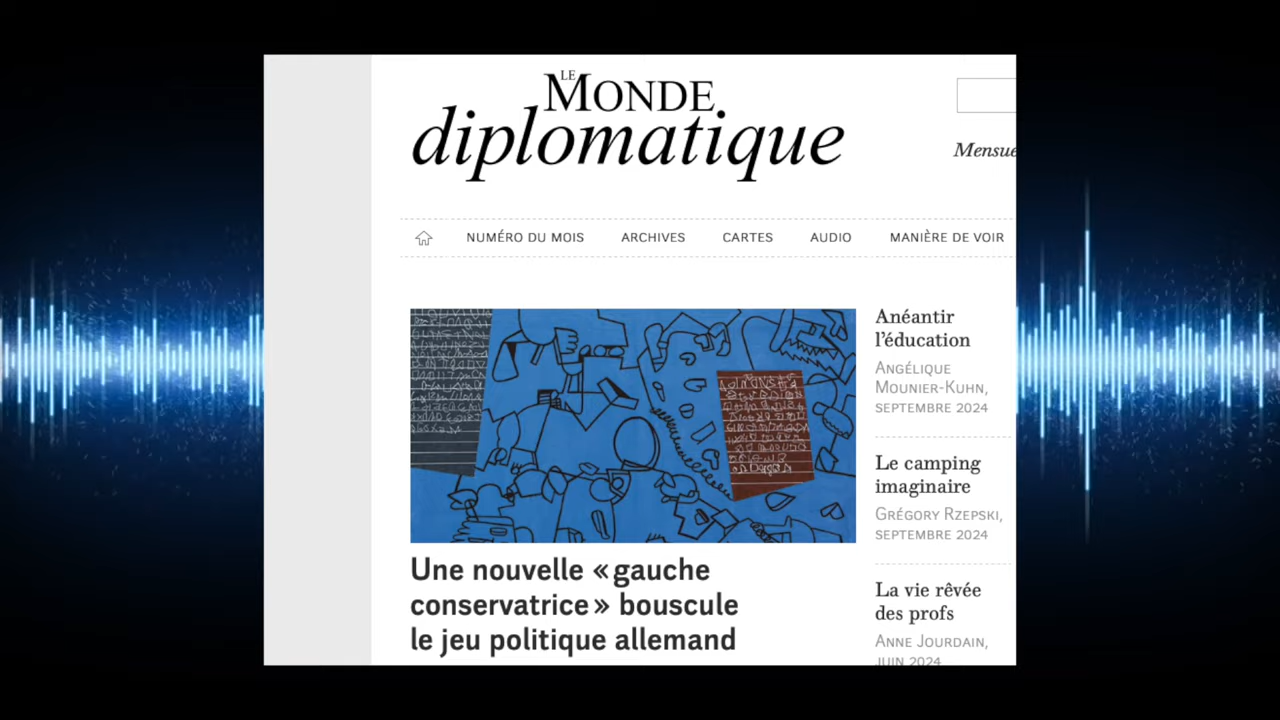 LE
MONDE
diplomatique
Mensue
NUMÉRO DU MOIS
ARCHIVES
CARTES
AUDIO
MANIÈRE DE VOIR
Une nouvelle « gauche
conservatrice » bouscule
le jeu politique allemand
Anéantir
l’éducation
ANGÉLIQUE
MOUNIER-KUHN,
SEPTEMBRE 2024
Le camping
imaginaire
GRÉGORY RZEPSKI,
SEPTEMBRE 2024
La vie rêvée
des profs
ANNE JOURDAIN,
JUIN 2024